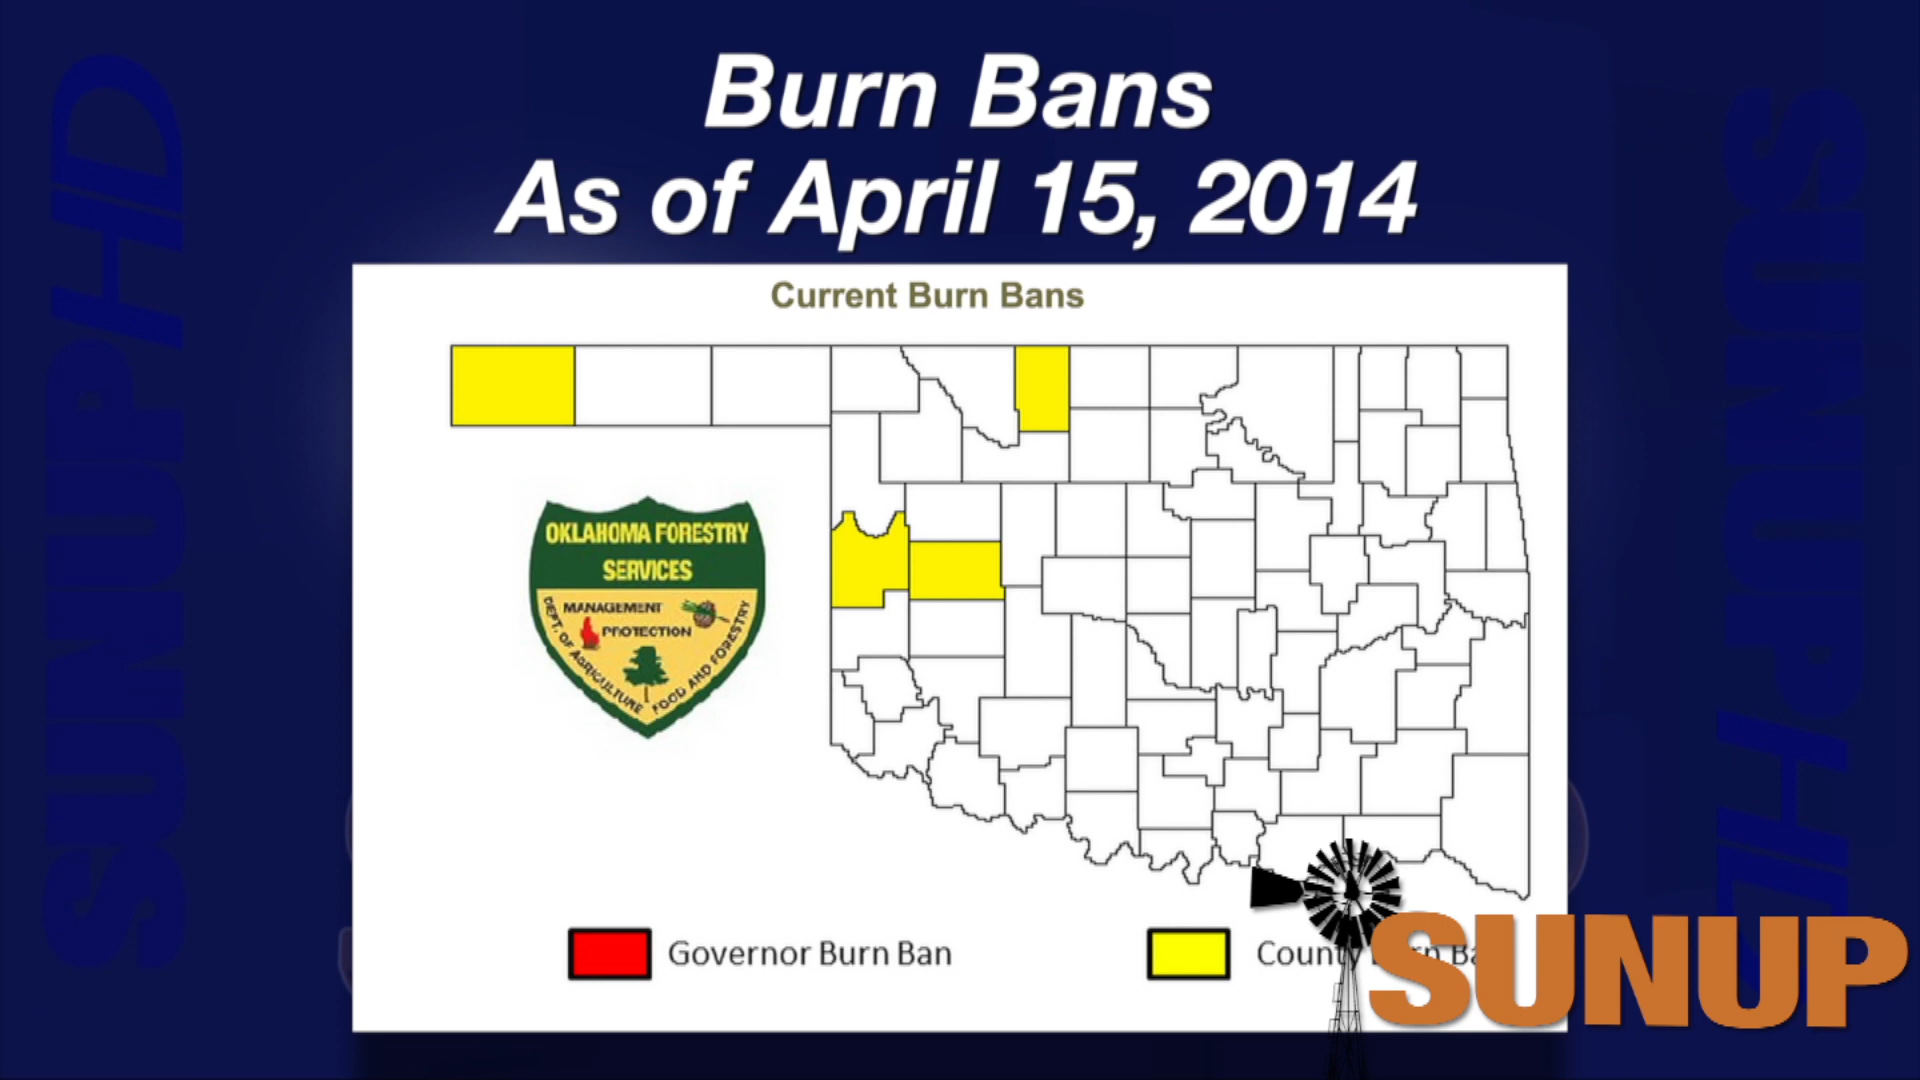 Burn Bans
As of April 15, 2014
Current Burn Bans
OKLAHOMA FORESTRY
SERVICES
MANAGEMENT
PROTECTION
DEPT. OF AGRICULTURE FOOD AND FORESTRY
Governor Burn Ban
County
SUNUP
SUNUPHD
SUNUPHD